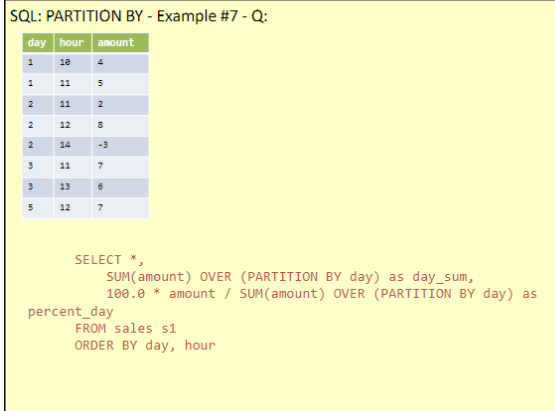 SQL: PARTITION BY - Example #7 - Q:
day hour amount
1 10 4
1 11 5
2 11 2
2 12 8
2 14 -3
3 11 7
3 13 6
5 12 7
SELECT *,
SUM(amount) OVER (PARTITION BY day) as day_sum,
100.0 * amount / SUM(amount) OVER (PARTITION BY day) as
percent_day
FROM sales s1
ORDER BY day, hour